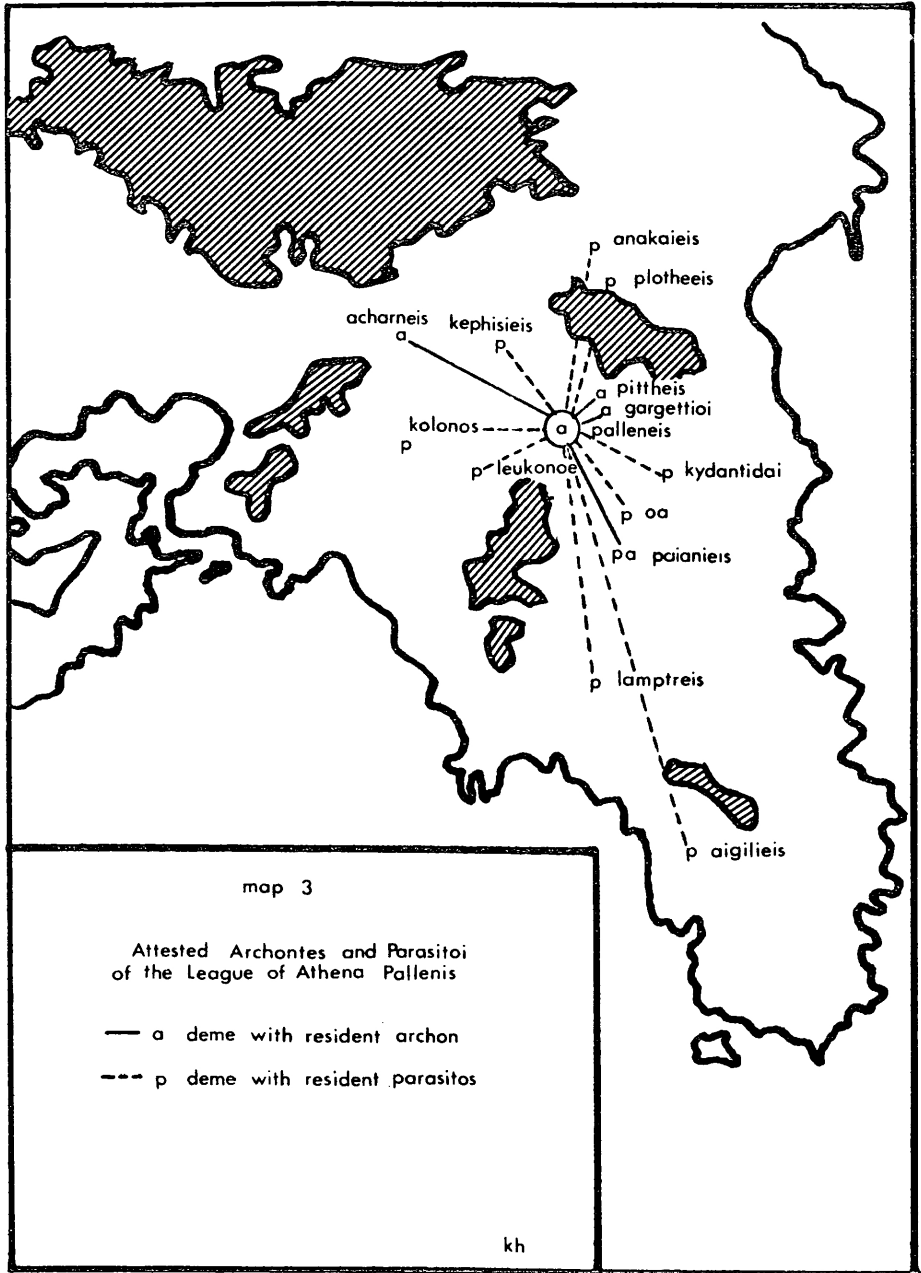 p anakaieis
p plotheeis
acharneis
a
kephisieis
p
a pittheis
a gargettioi
a palleneis
kolonos
p
p leukonoe
p kydantidai
p oa
pa paianieis
p lamptreis
p aigilieis
map 3
Attested Archontes and Parasitoi
of the League of Athena Pallenis
a deme with resident archon
p deme with resident parasitos
kh